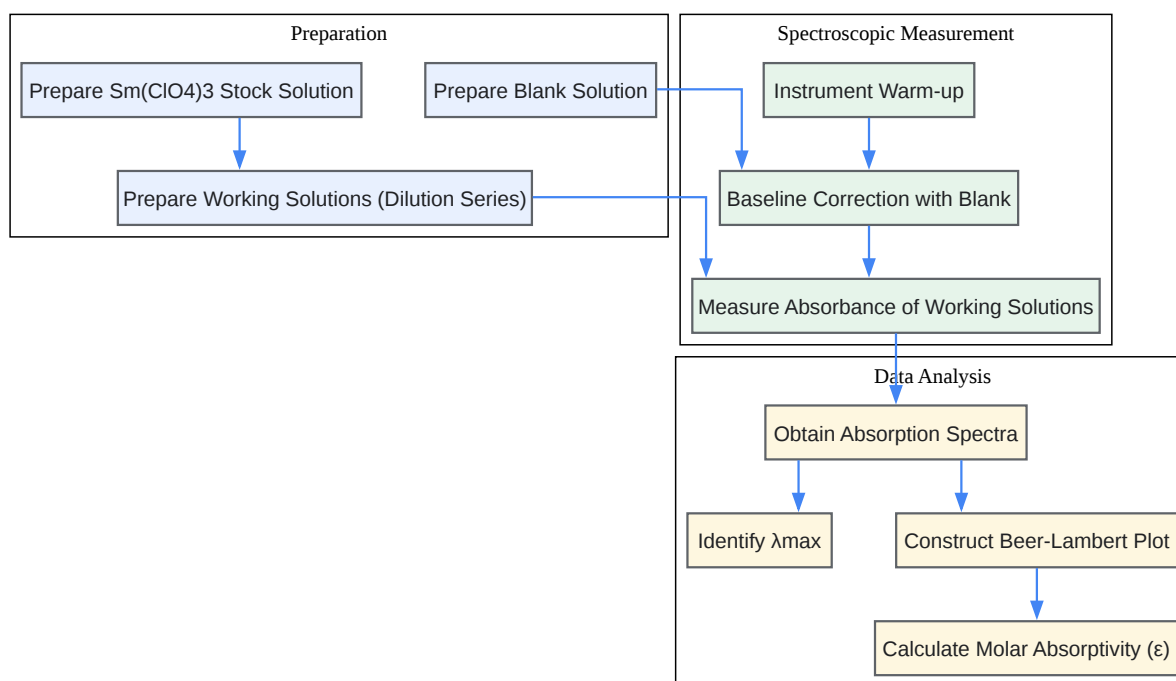 Preparation
Prepare Sm(ClO4)3 Stock Solution
Prepare Blank Solution
Prepare Working Solutions (Dilution Series)
Spectroscopic Measurement
Instrument Warm-up
Baseline Correction with Blank
Measure Absorbance of Working Solutions
Data Analysis
Obtain Absorption Spectra
Identify λmax
Construct Beer-Lambert Plot
Calculate Molar Absorptivity (ε)